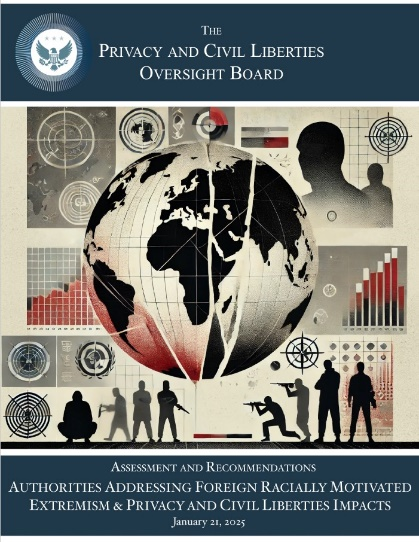 The
Privacy and Civil Liberties
Oversight Board
Assessment and Recommendations
Authorities Addressing Foreign Racially Motivated
Extremism & Privacy and Civil Liberties Impacts
January 21, 2025